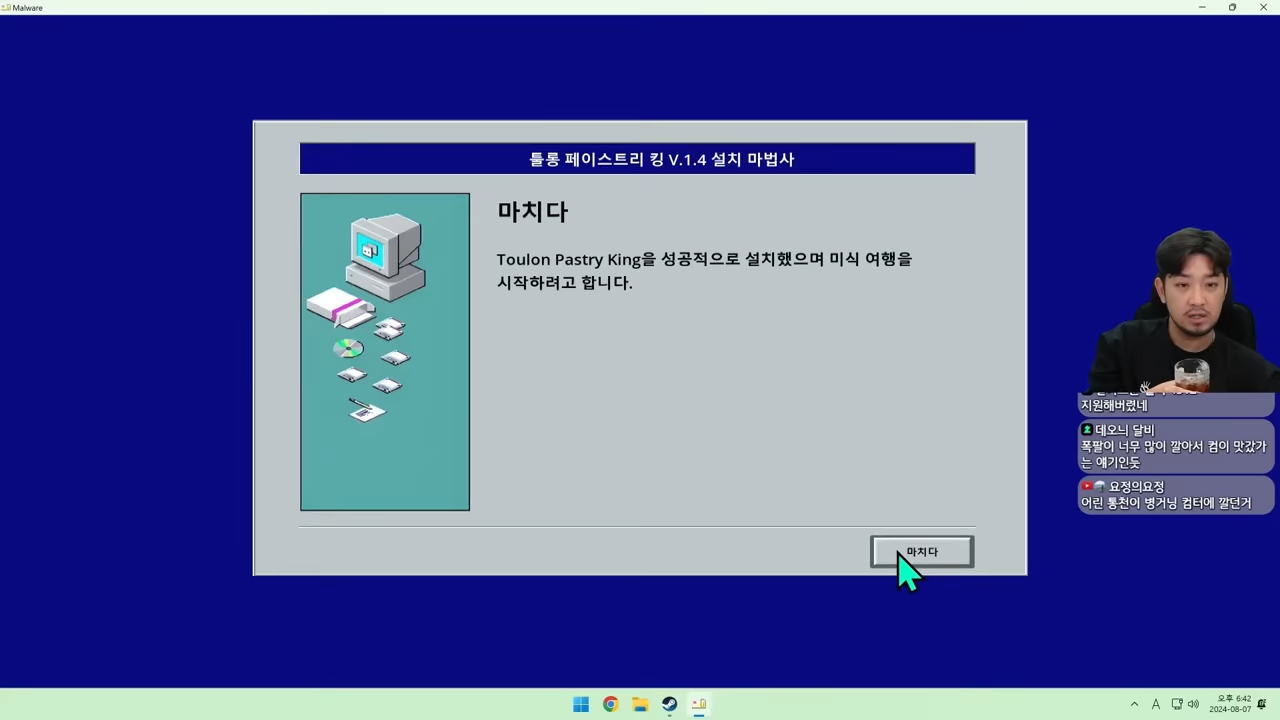 Malware
툴롱 페이스트리 킹 V.1.4 설치 마법사
마치다
Toulon Pastry King을 성공적으로 설치했으며 미식 여행을
시작하려고 합니다.
마치다
지원해버렸네
데오늬 달비
폭팔이 너무 많이 깔아서 컴이 맛갔가
는 얘기인듯
요정의요정
어린 통천이 병거닝 컴터에 깔던거
A
오후 6:42
2024-08-07